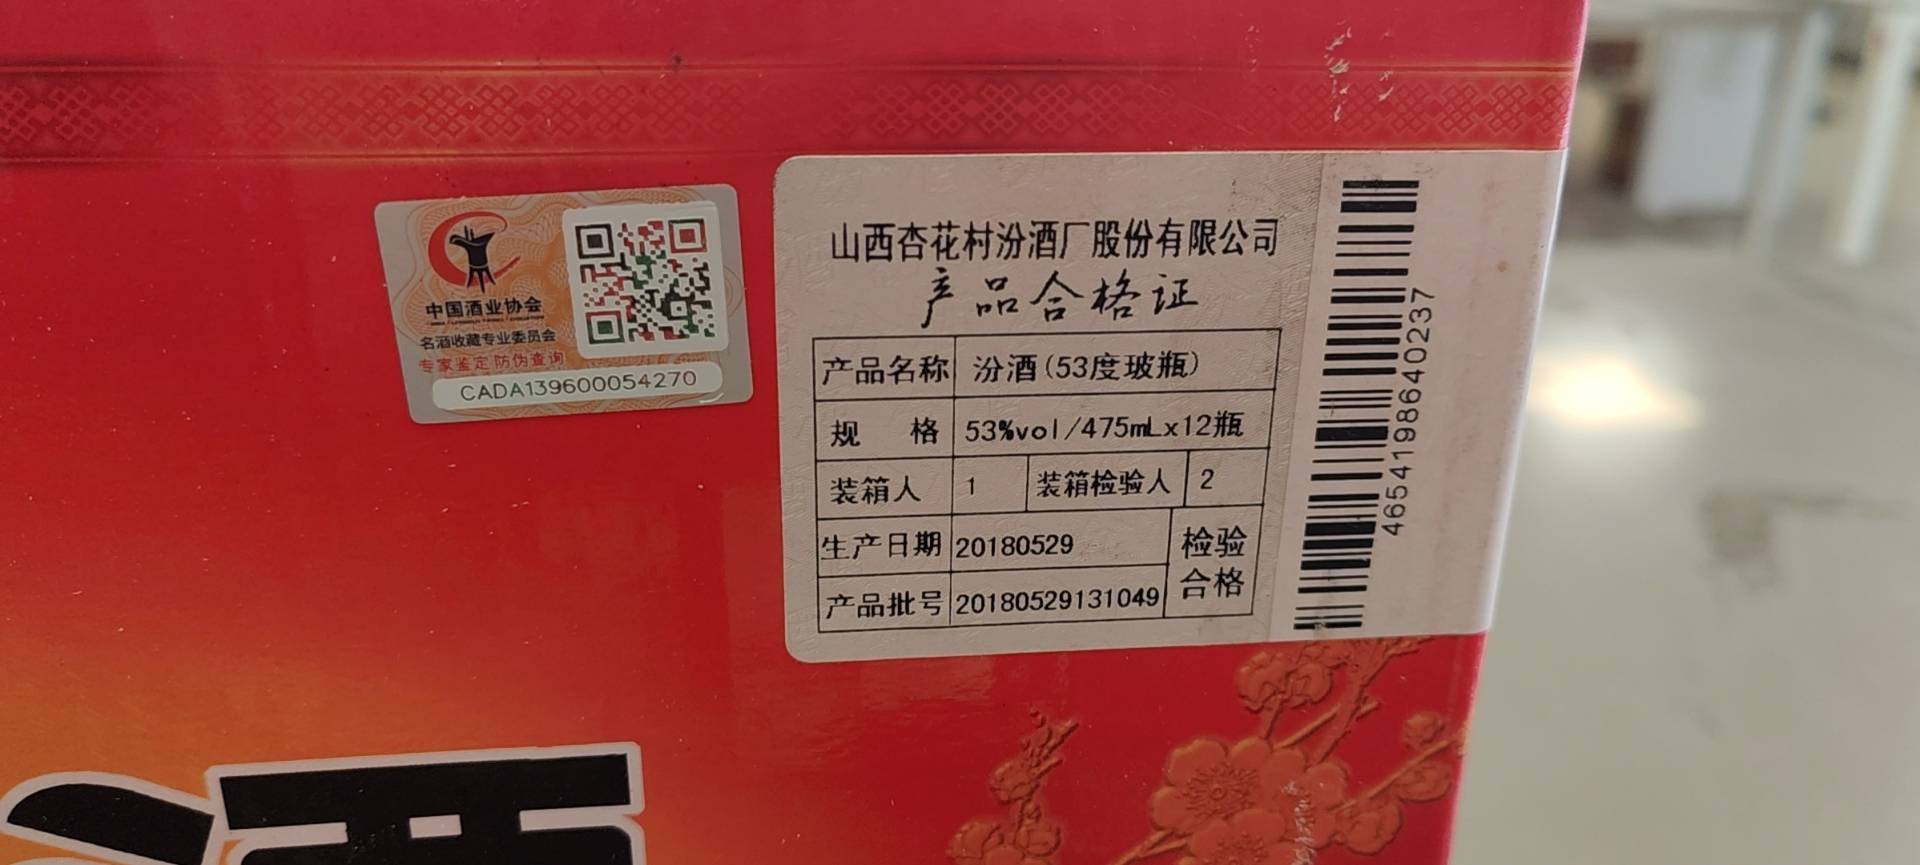 中国酒业协会
名酒收藏专业委员会
专家鉴定防伪查询
CADA139600054270
山西杏花村汾酒厂股份有限公司
产品合格证
产品名称 汾酒(53度玻瓶)
规格 53%vol/475mLx12瓶
装箱人 1 装箱检验人 2
生产日期 20180529 检验合格
产品批号 20180529131049
4654198640237
酒